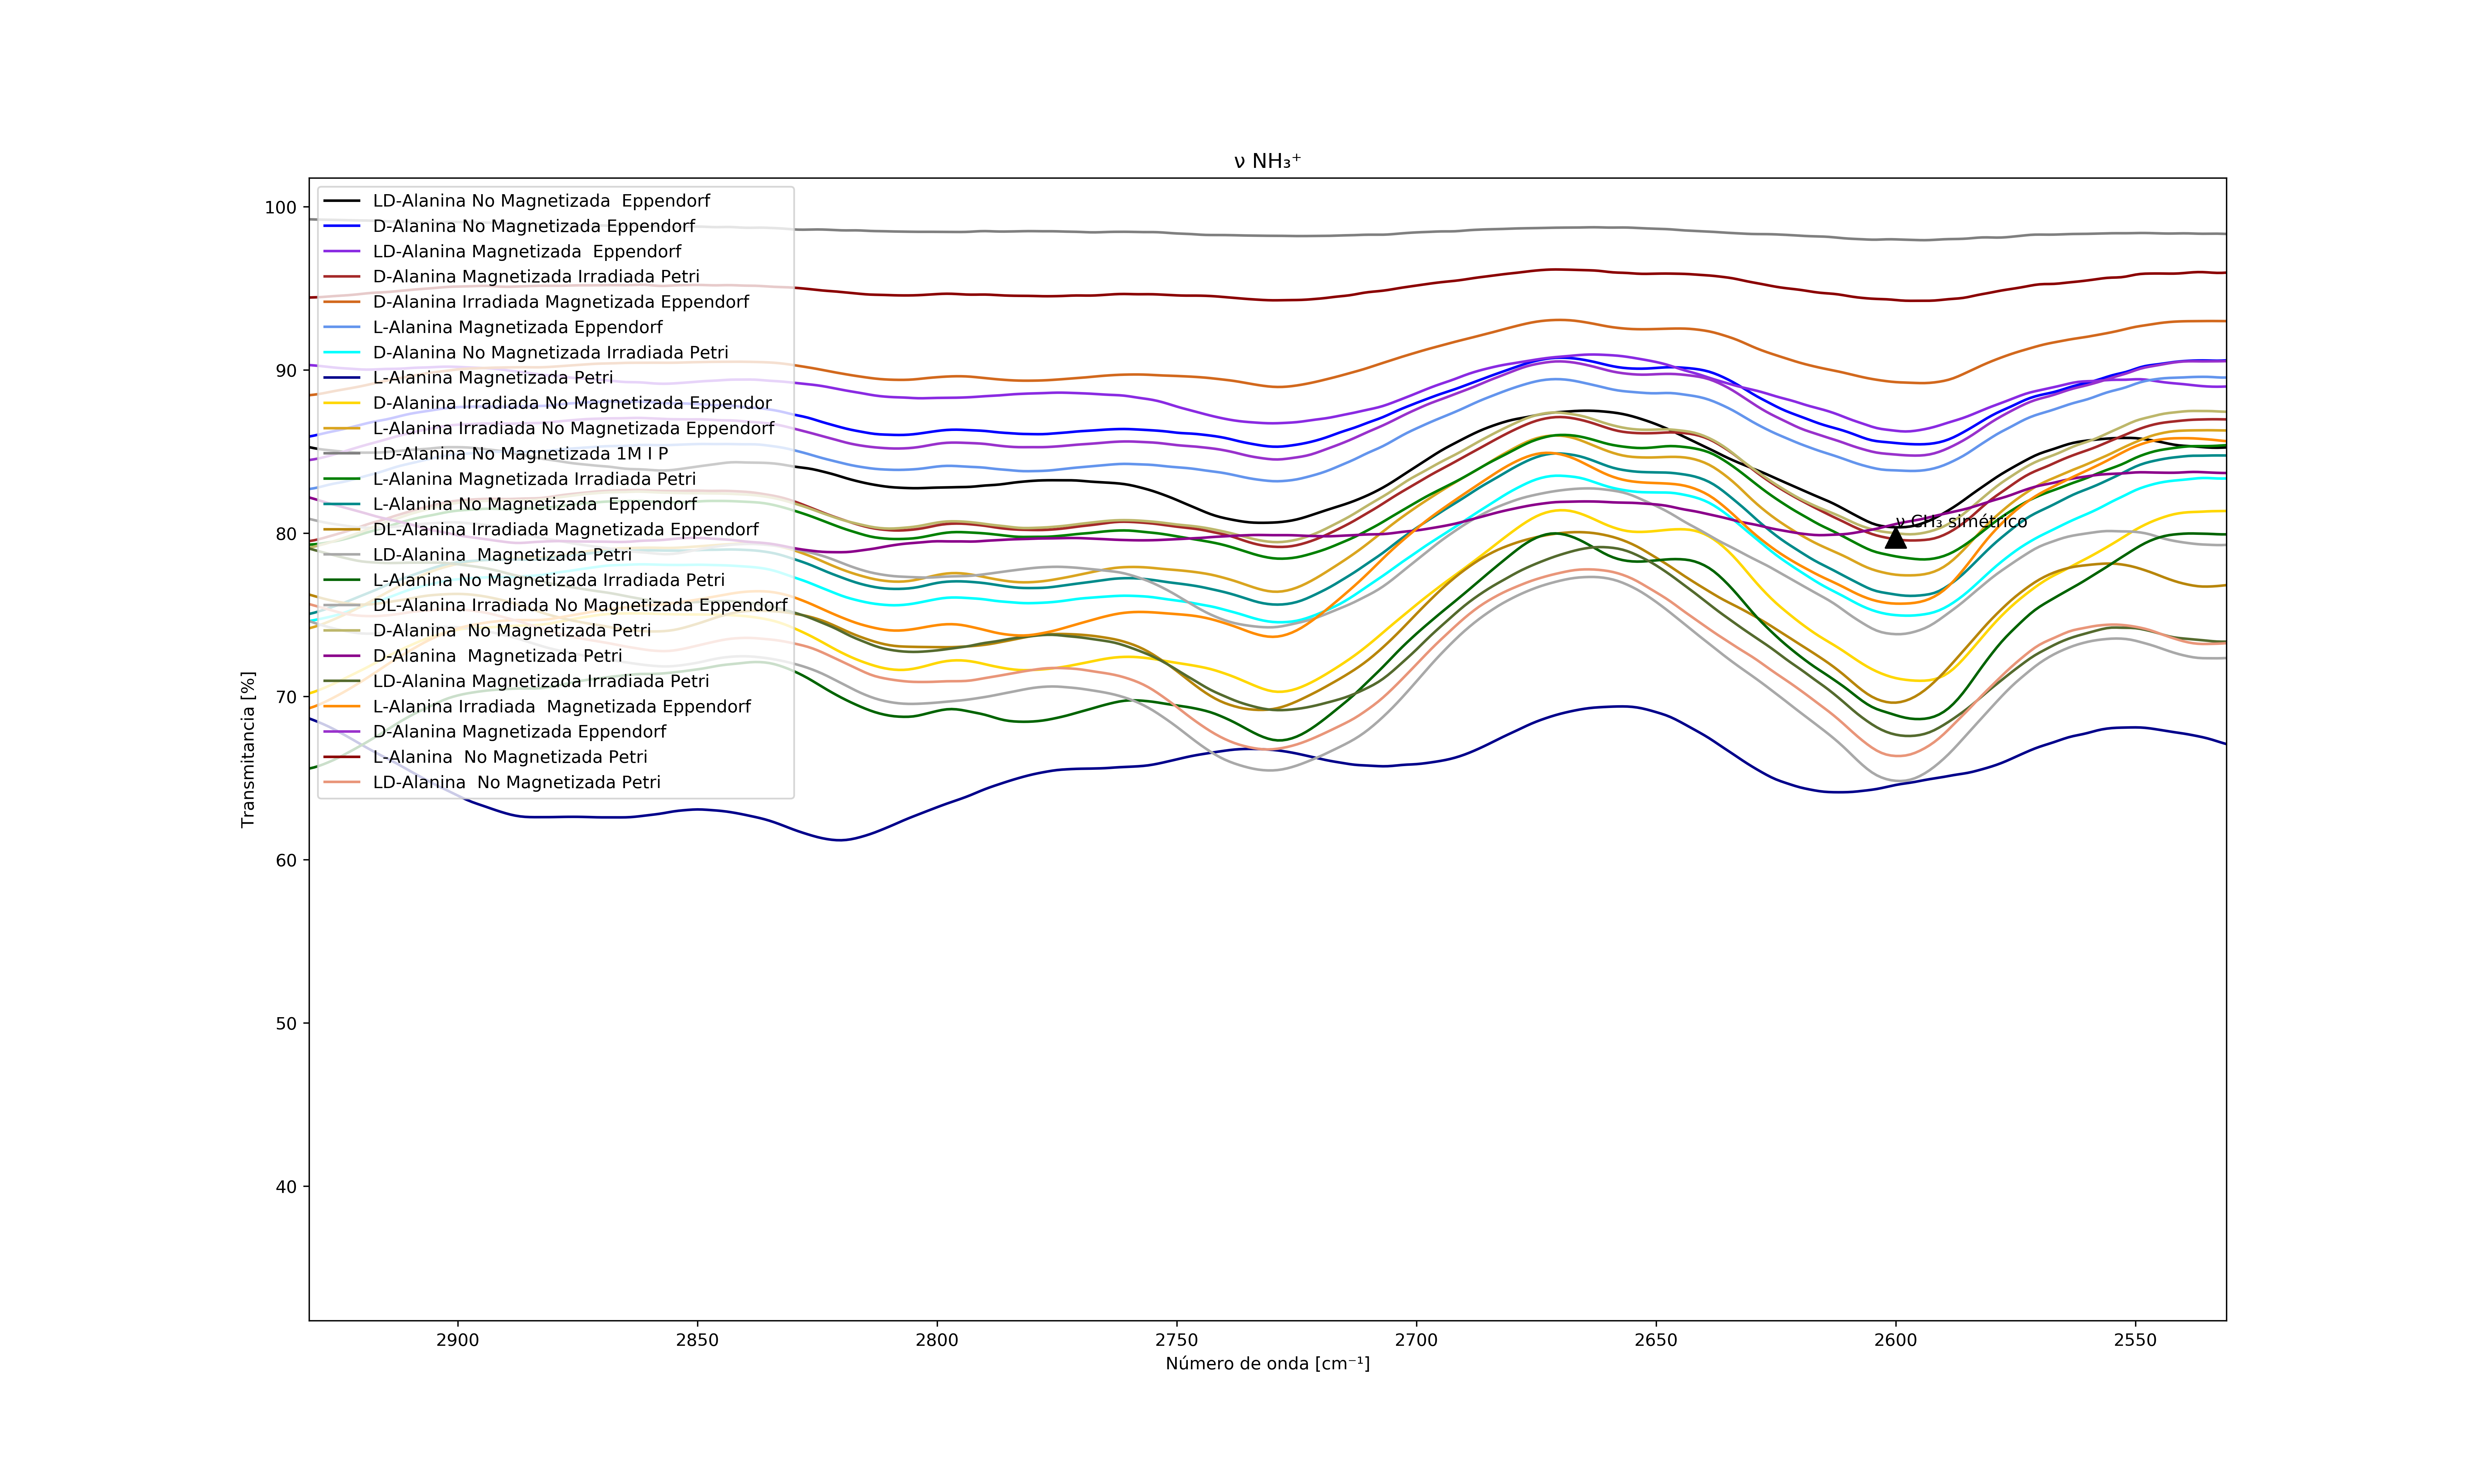 ν NH₃⁺
LD-Alanina No Magnetizada  Eppendorf
D-Alanina No Magnetizada Eppendorf
LD-Alanina Magnetizada  Eppendorf
D-Alanina Magnetizada Irradiada Petri
D-Alanina Irradiada Magnetizada Eppendorf
L-Alanina Magnetizada Eppendorf
D-Alanina No Magnetizada Irradiada Petri
L-Alanina Magnetizada Petri
D-Alanina Irradiada No Magnetizada Eppendor
L-Alanina Irradiada No Magnetizada Eppendorf
LD-Alanina No Magnetizada 1M I P
L-Alanina Magnetizada Irradiada Petri
L-Alanina No Magnetizada  Eppendorf
DL-Alanina Irradiada Magnetizada Eppendorf
LD-Alanina  Magnetizada Petri
L-Alanina No Magnetizada Irradiada Petri
DL-Alanina Irradiada No Magnetizada Eppendorf
D-Alanina  No Magnetizada Petri
D-Alanina  Magnetizada Petri
LD-Alanina Magnetizada Irradiada Petri
L-Alanina Irradiada  Magnetizada Eppendorf
D-Alanina Magnetizada Eppendorf
L-Alanina  No Magnetizada Petri
LD-Alanina  No Magnetizada Petri
ν CH₃ simétrico
Transmitancia [%]
100
90
80
70
60
50
40
2900
2850
2800
2750
2700
2650
2600
2550
Número de onda [cm⁻¹]